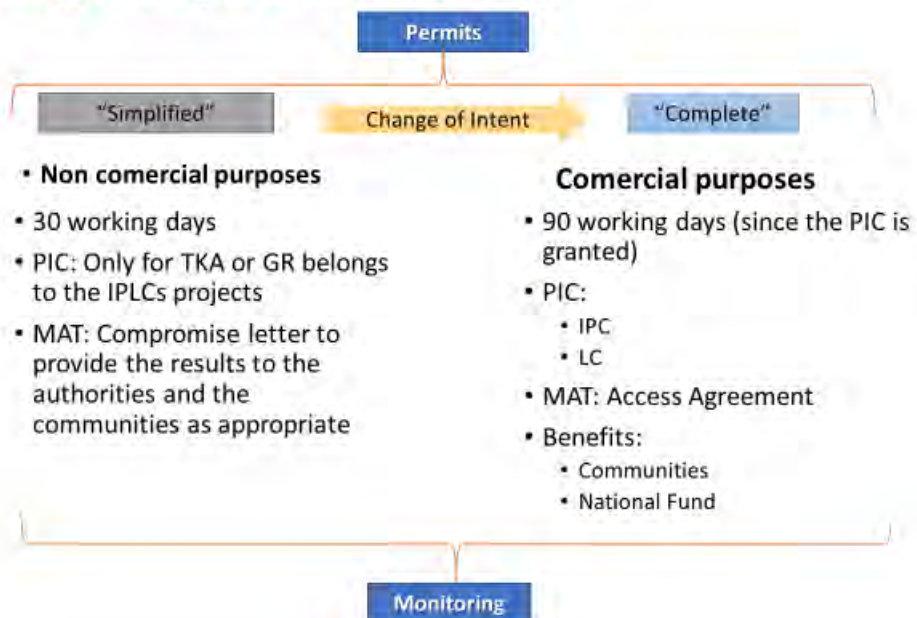 Permits
"Simplified"
Change of Intent
"Complete"
• Non comercial purposes
• 30 working days
• PIC: Only for TKA or GR belongs
to the IPLCs projects
• MAT: Compromise letter to
provide the results to the
authorities and the
communities as appropriate
Comercial purposes
• 90 working days (since the PIC is
granted)
• PIC:
• IPC
• LC
• MAT: Access Agreement
• Benefits:
• Communities
• National Fund
Monitoring